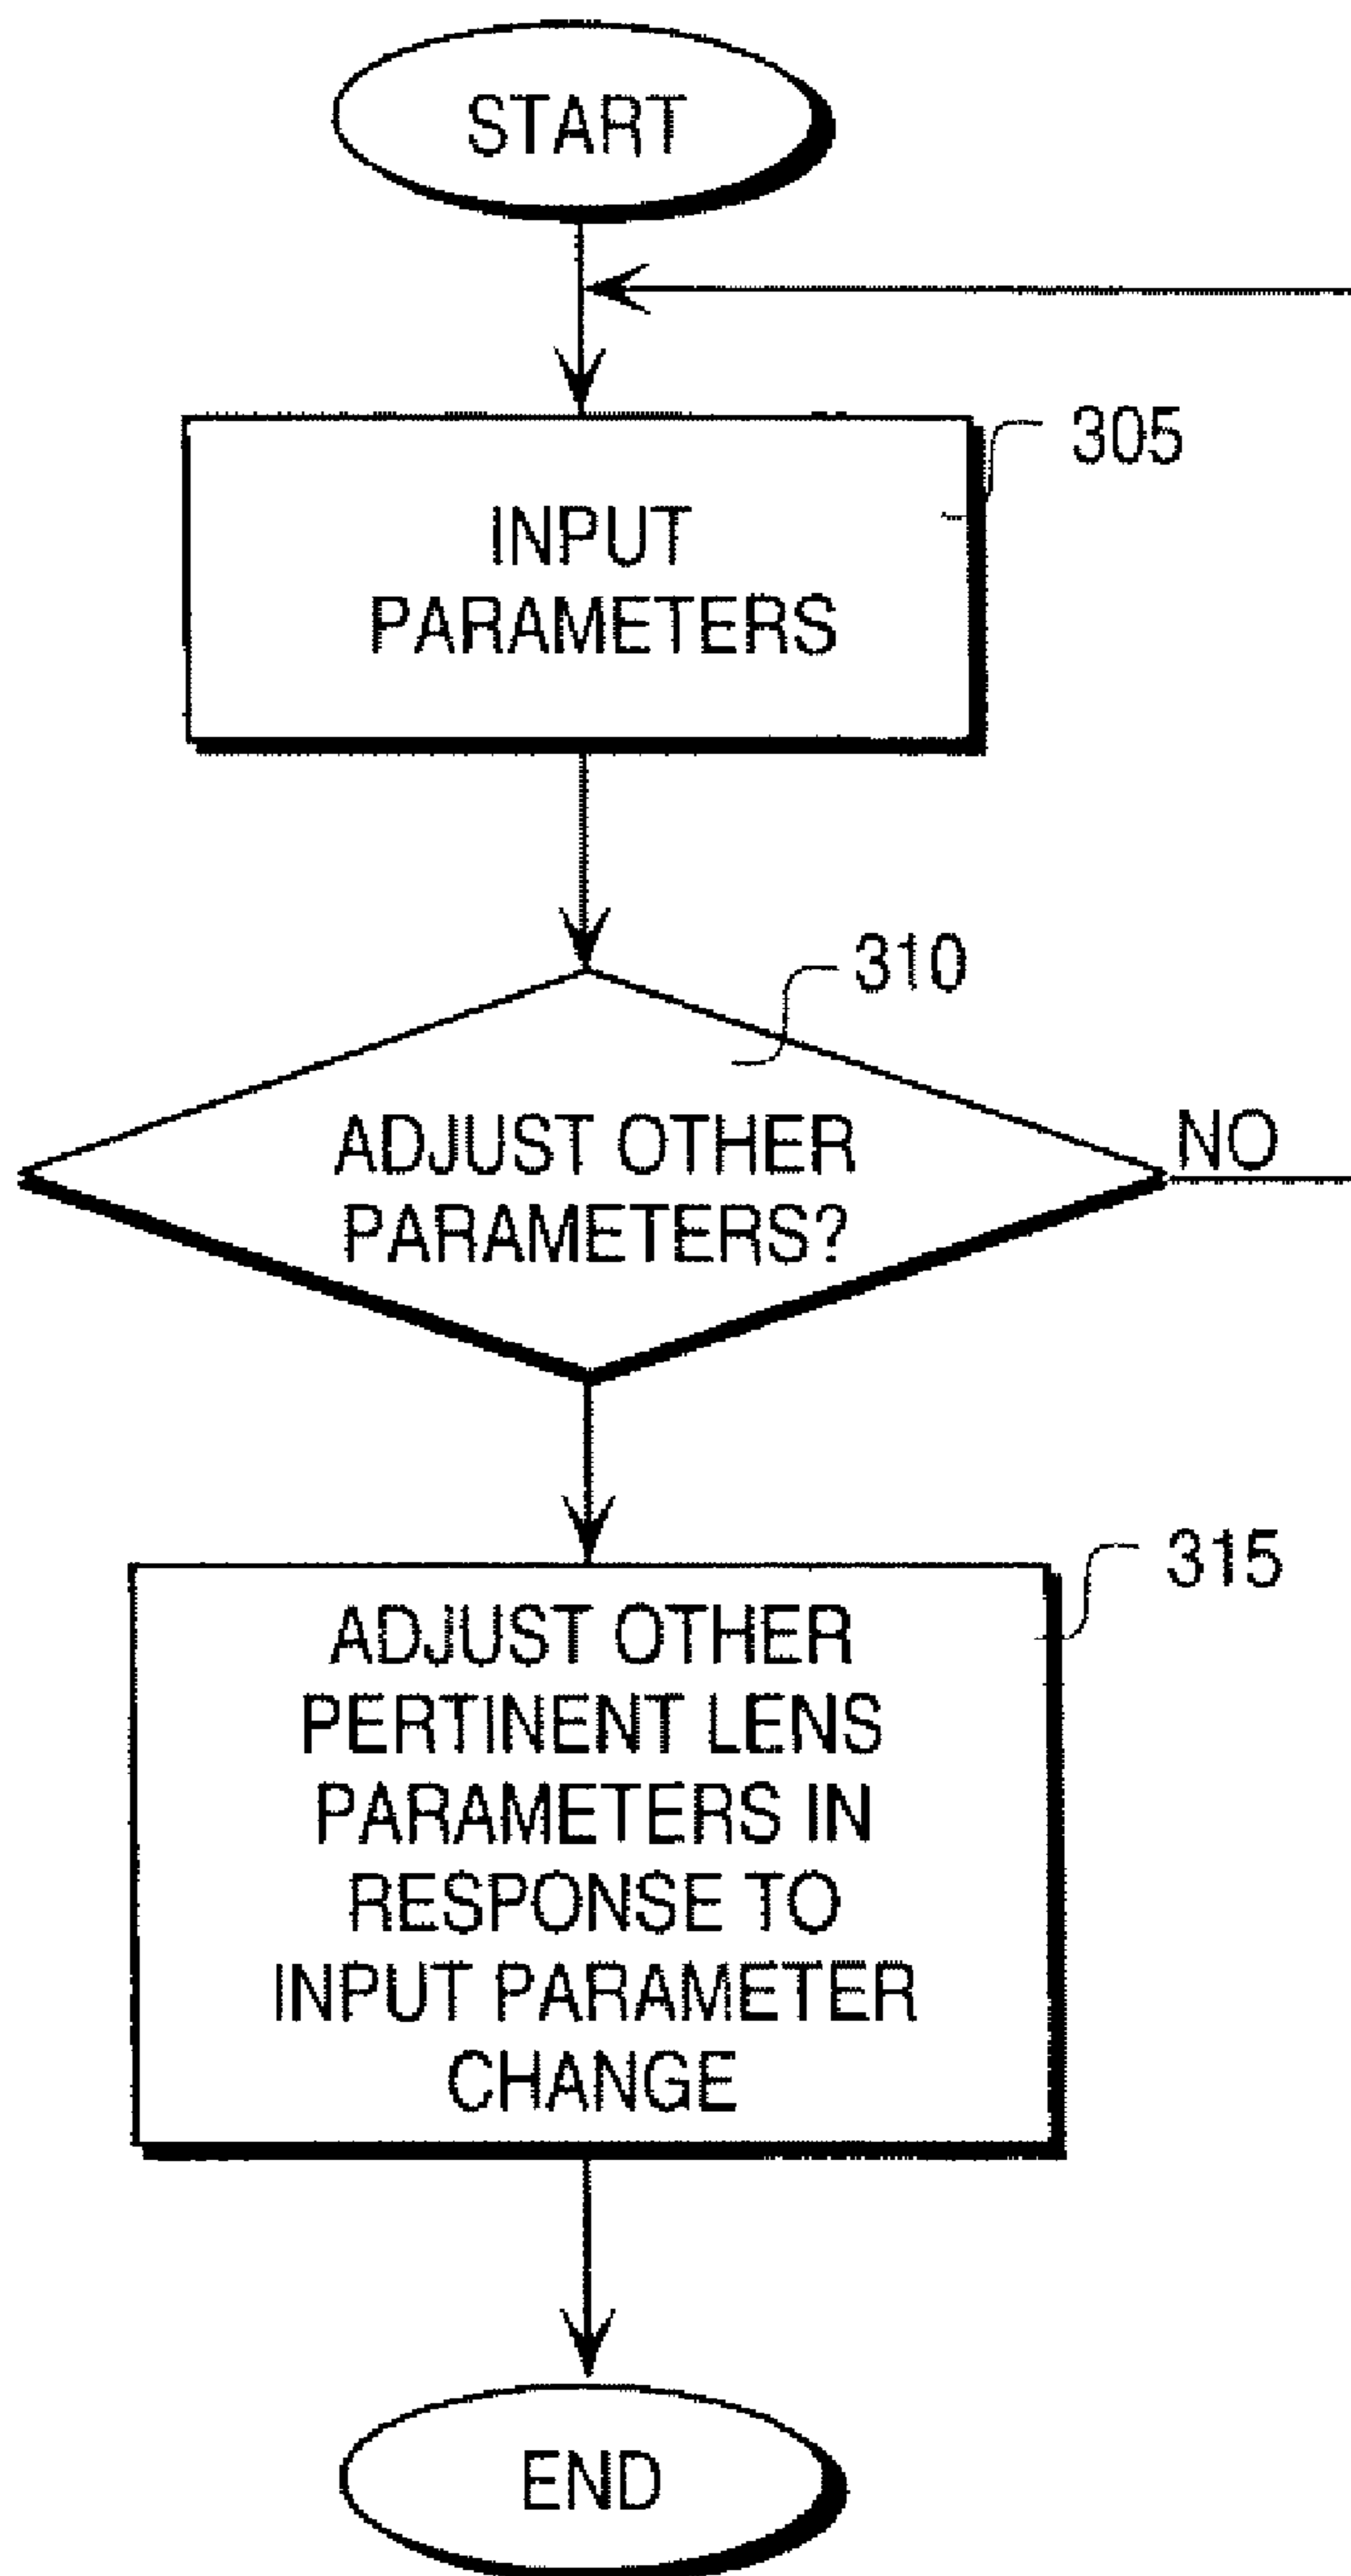 START
305
INPUT
PARAMETERS
310
ADJUST OTHER
PARAMETERS?
NO
315
ADJUST OTHER
PERTINENT LENS
PARAMETERS IN
RESPONSE TO
INPUT PARAMETER
CHANGE
END